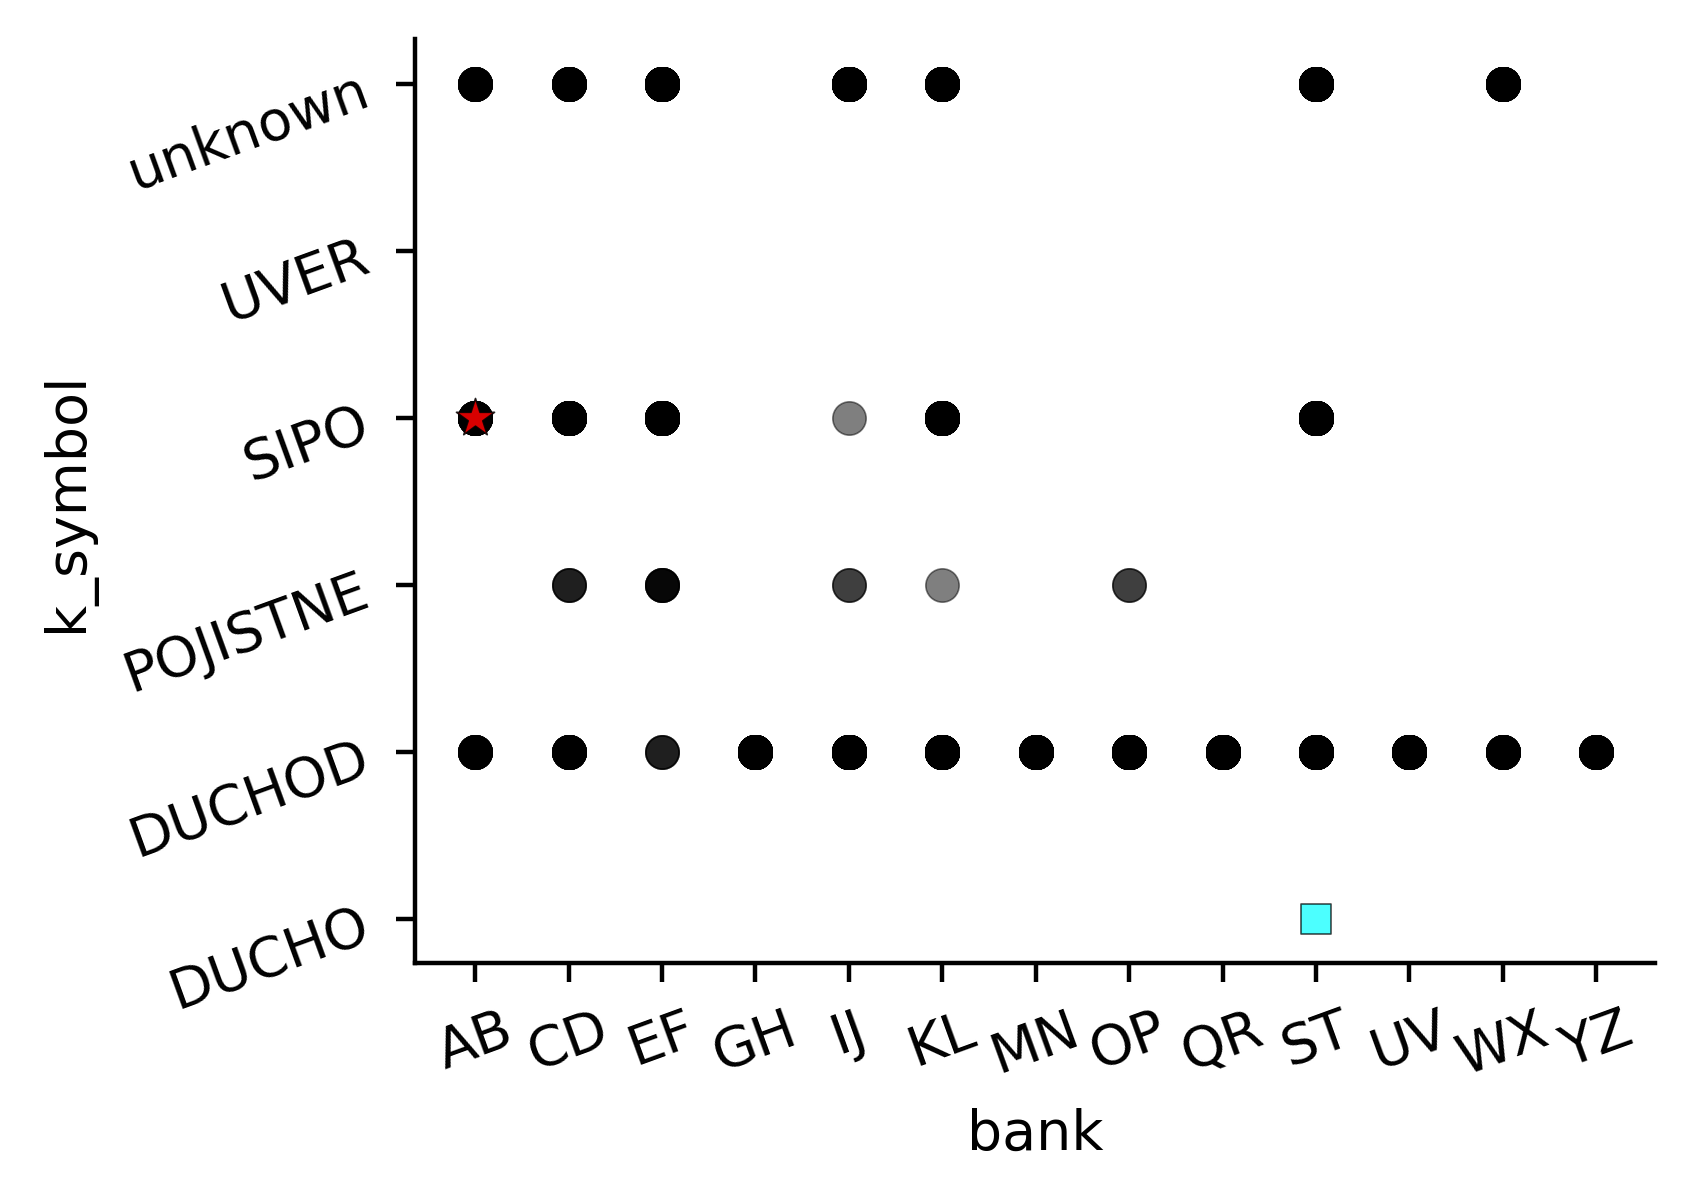 unknown
UVER
SIPO
POJISTNE
DUCHOD
DUCHO
k_symbol
AB CD EF GH IJ KL MN OP QR ST UV WX YZ
bank